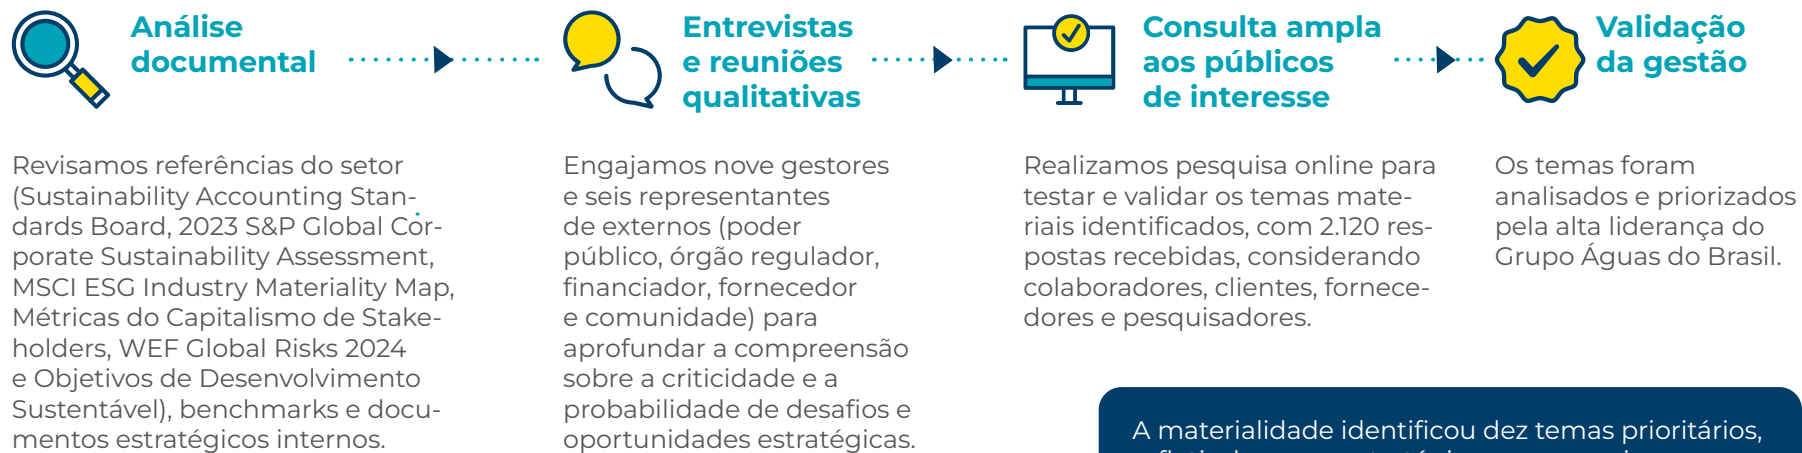 Análise
documental
Revisamos referências do setor
(Sustainability Accounting Stan-
dards Board, 2023 S&P Global Cor-
porate Sustainability Assessment,
MSCI ESG Industry Materiality Map,
Métricas do Capitalismo de Stake-
holders, WEF Global Risks 2024
e Objetivos de Desenvolvimento
Sustentável), benchmarks e docu-
mentos estratégicos internos.
Entrevistas
e reuniões
qualitativas
Engajamos nove gestores
e seis representantes
de externos (poder
público, órgão regulador,
financiador, fornecedor
e comunidade) para
aprofundar a compreensão
sobre a criticidade e a
probabilidade de desafios e
oportunidades estratégicas.
Consulta ampla
aos públicos
de interesse
Realizamos pesquisa online para
testar e validar os temas mate-
riais identificados, com 2.120 res-
postas recebidas, considerando
colaboradores, clientes, fornece-
dores e pesquisadores.
Validação
da gestão
Os temas foram
analisados e priorizados
pela alta liderança do
Grupo Águas do Brasil.
A materialidade identificou dez temas prioritários,